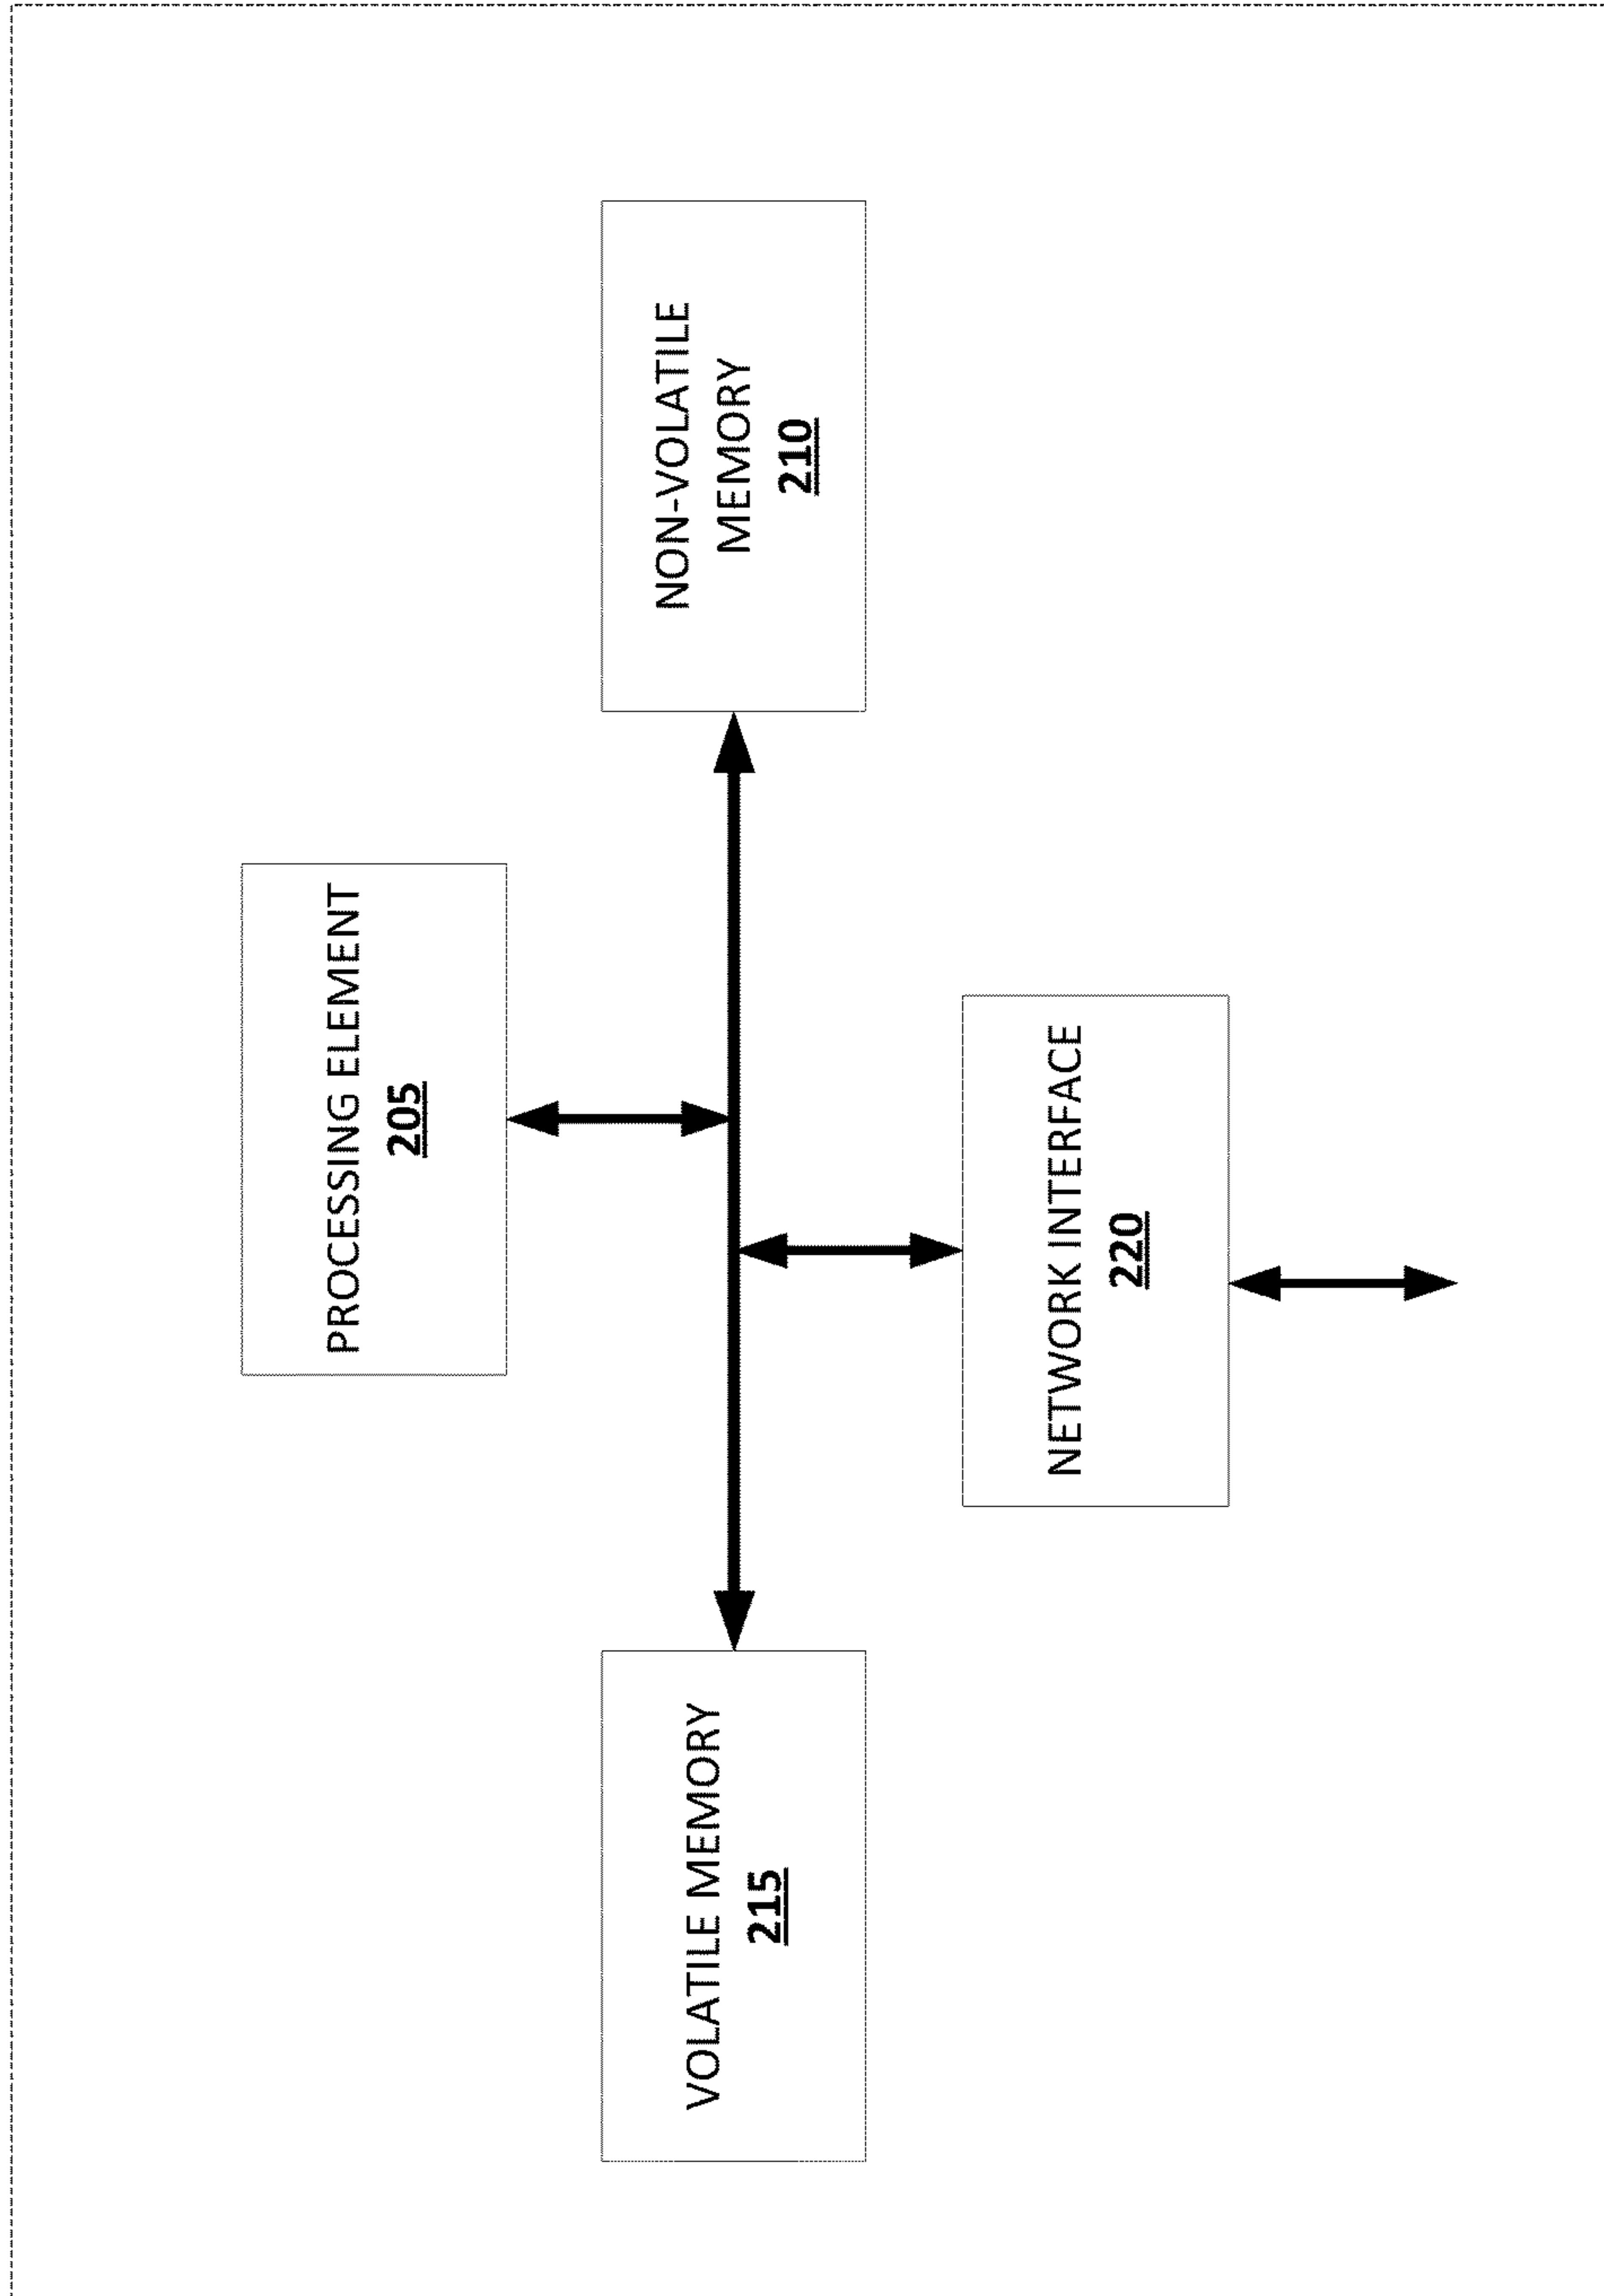 PROCESSING ELEMENT
205
VOLATILE MEMORY
215
NON-VOLATILE
MEMORY
210
NETWORK INTERFACE
220